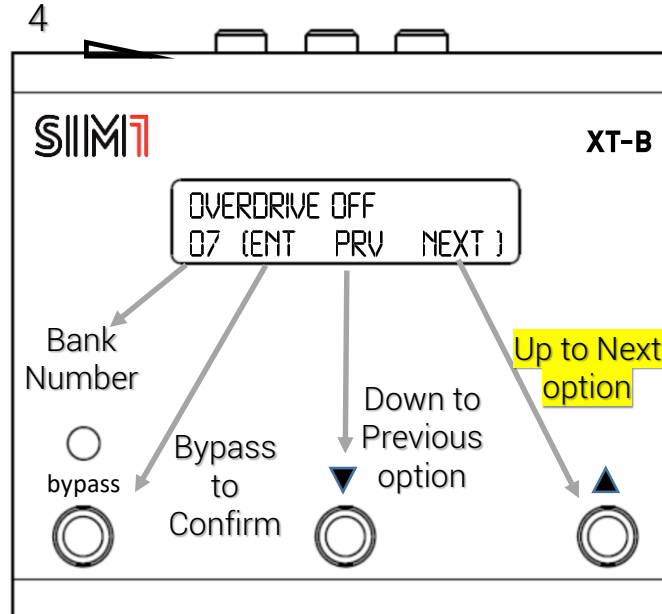 4
SIM1
XT-B
OVERDRIVE OFF
07 (ENT PRV NEXT )
Bank
Number
Up to Next
option
Down to
Previous
option
Bypass
to
Confirm
bypass